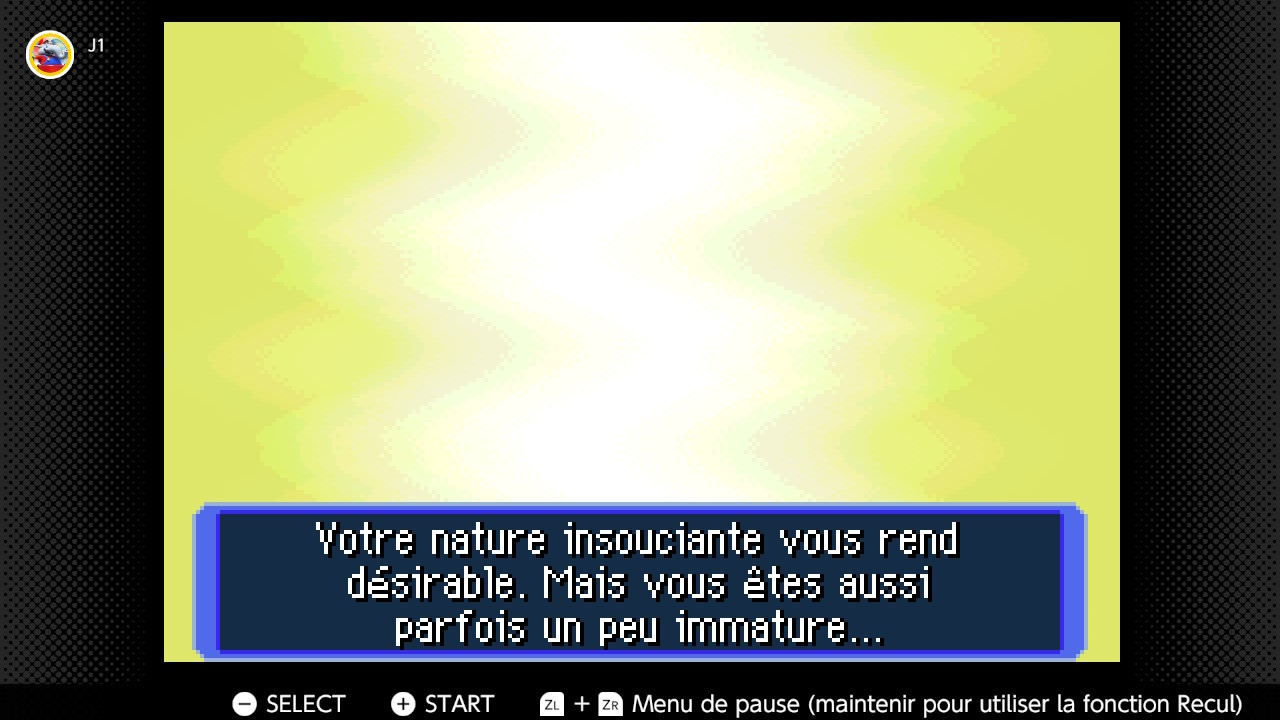 J1
Votre nature insouciante vous rend
désirable. Mais vous êtes aussi
parfois un peu immature...
SELECT START ZL + ZR Menu de pause (maintenir pour utiliser la fonction Recul)